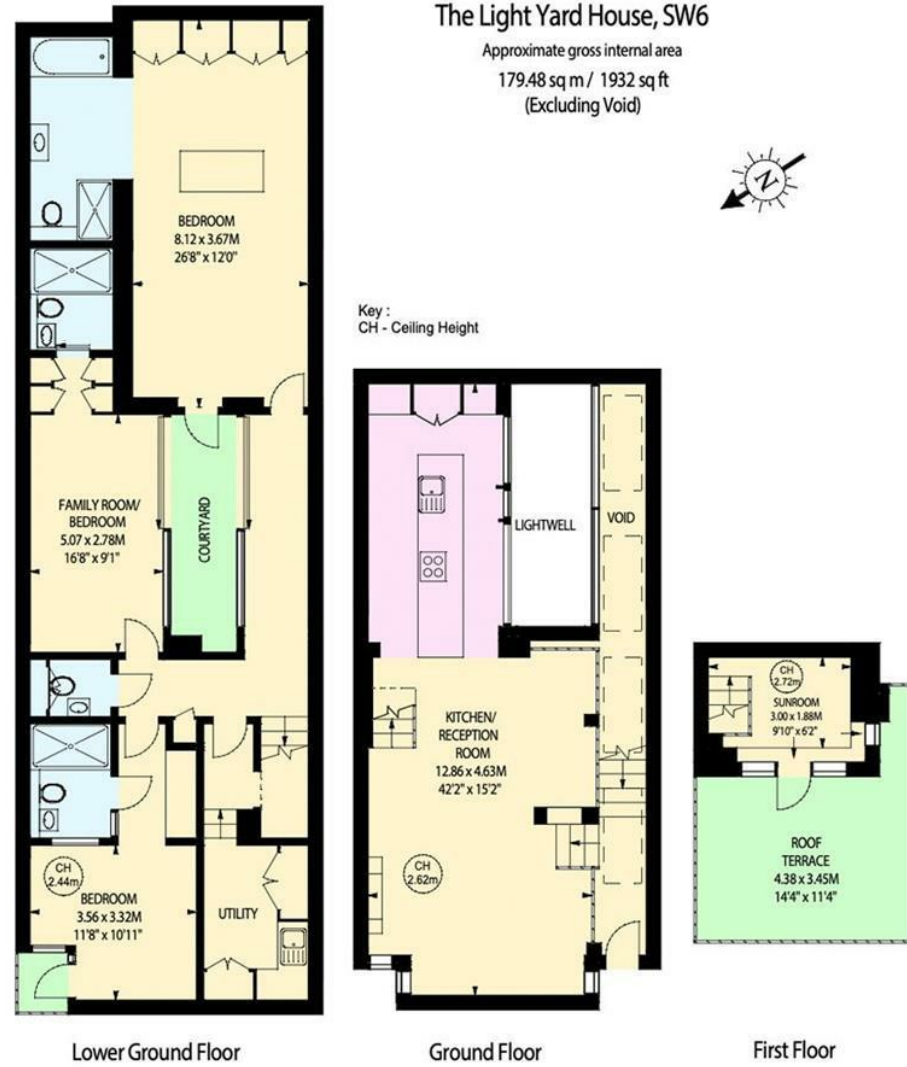 The Light Yard House, SW6
Approximate gross internal area
179.48 sq m / 1932 sq ft
(Excluding Void)
N
Key :
CH - Ceiling Height
BEDROOM
8.12 x 3.67M
26'8" x 12'0"
FAMILY ROOM/
BEDROOM
5.07 x 2.78M
16'8" x 9'1"
COURTYARD
CH
2.44m
BEDROOM
3.56 x 3.32M
11'8" x 10'11"
UTILITY
Lower Ground Floor
LIGHTWELL
VOID
KITCHEN/
RECEPTION
ROOM
12.86 x 4.63M
42'2" x 15'2"
CH
2.62m
Ground Floor
CH
2.72m
SUNROOM
3.00 x 1.88M
9'10" x 6'2"
ROOF
TERRACE
4.38 x 3.45M
14'4" x 11'4"
First Floor